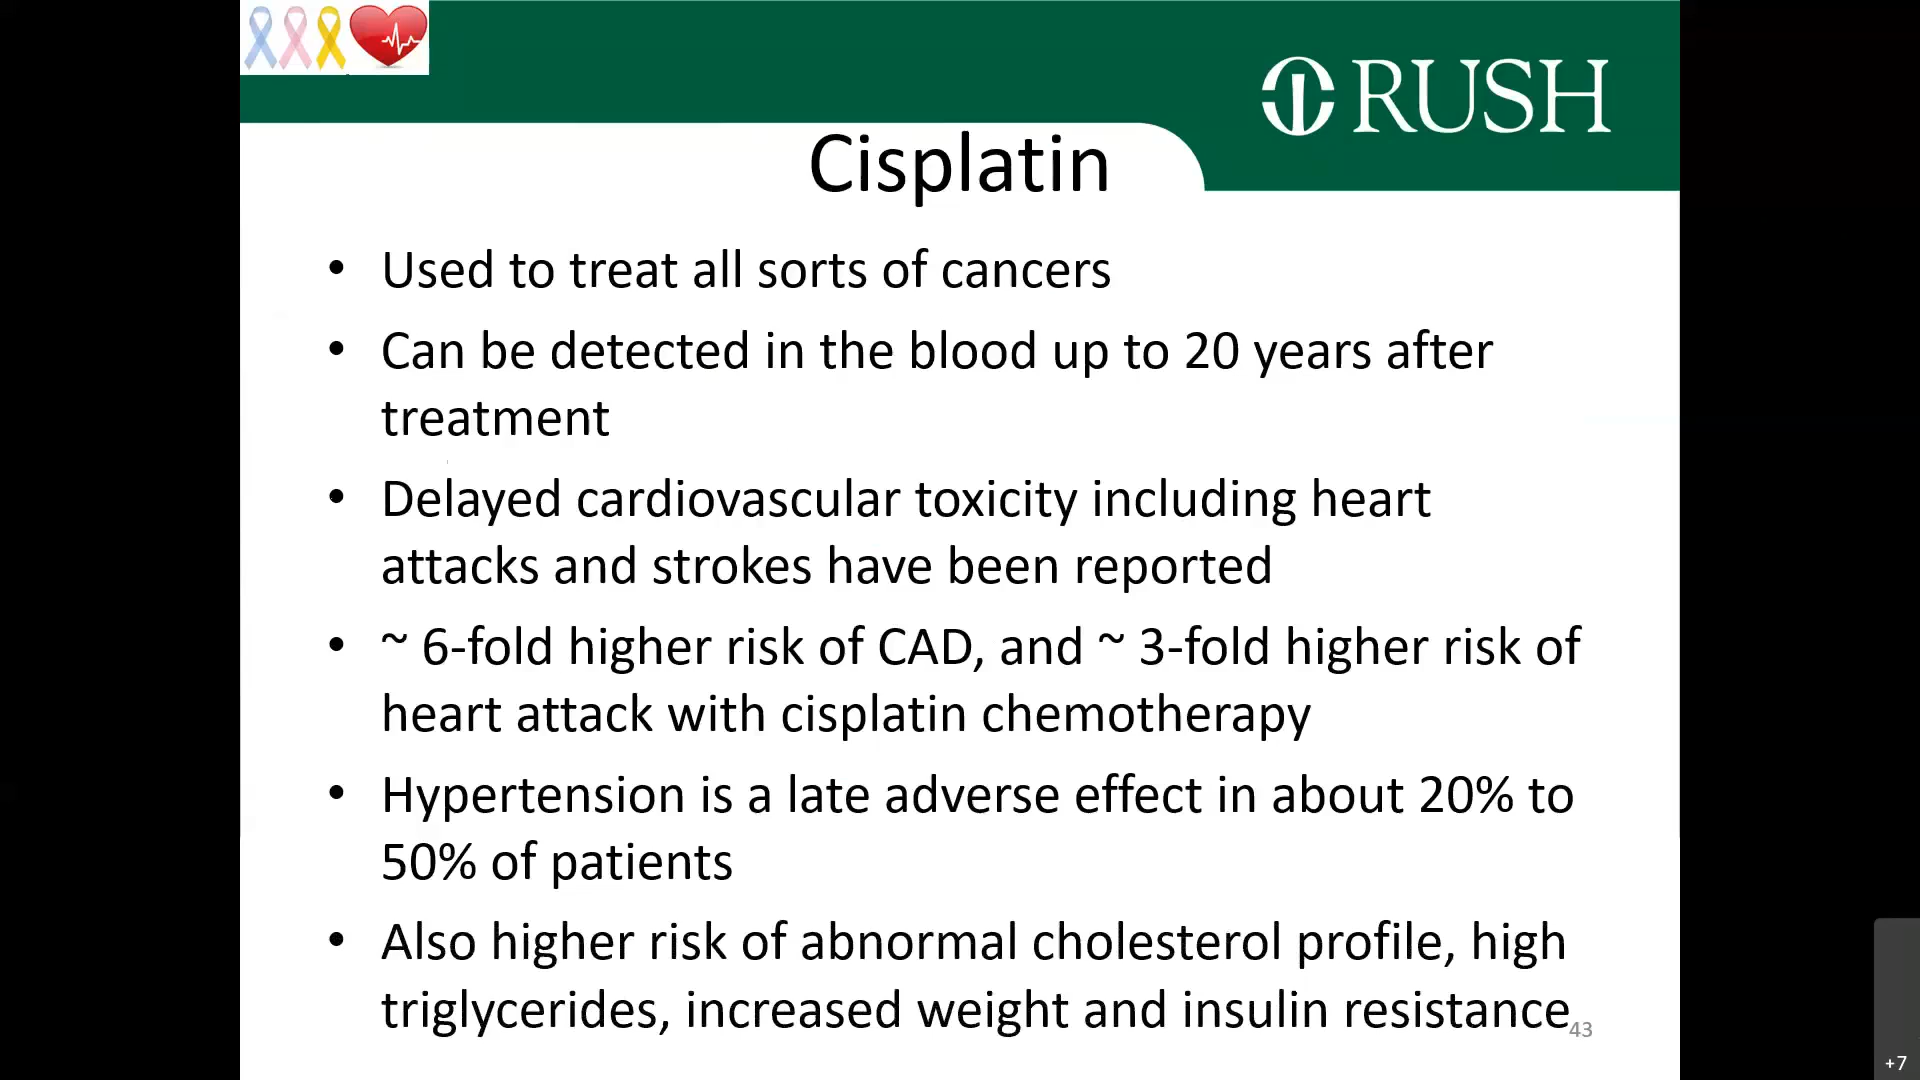 RUSH
Cisplatin
• Used to treat all sorts of cancers
• Can be detected in the blood up to 20 years after
treatment
• Delayed cardiovascular toxicity including heart
attacks and strokes have been reported
• ~ 6-fold higher risk of CAD, and ~ 3-fold higher risk of
heart attack with cisplatin chemotherapy
• Hypertension is a late adverse effect in about 20% to
50% of patients
• Also higher risk of abnormal cholesterol profile, high
triglycerides, increased weight and insulin resistance
43
+7